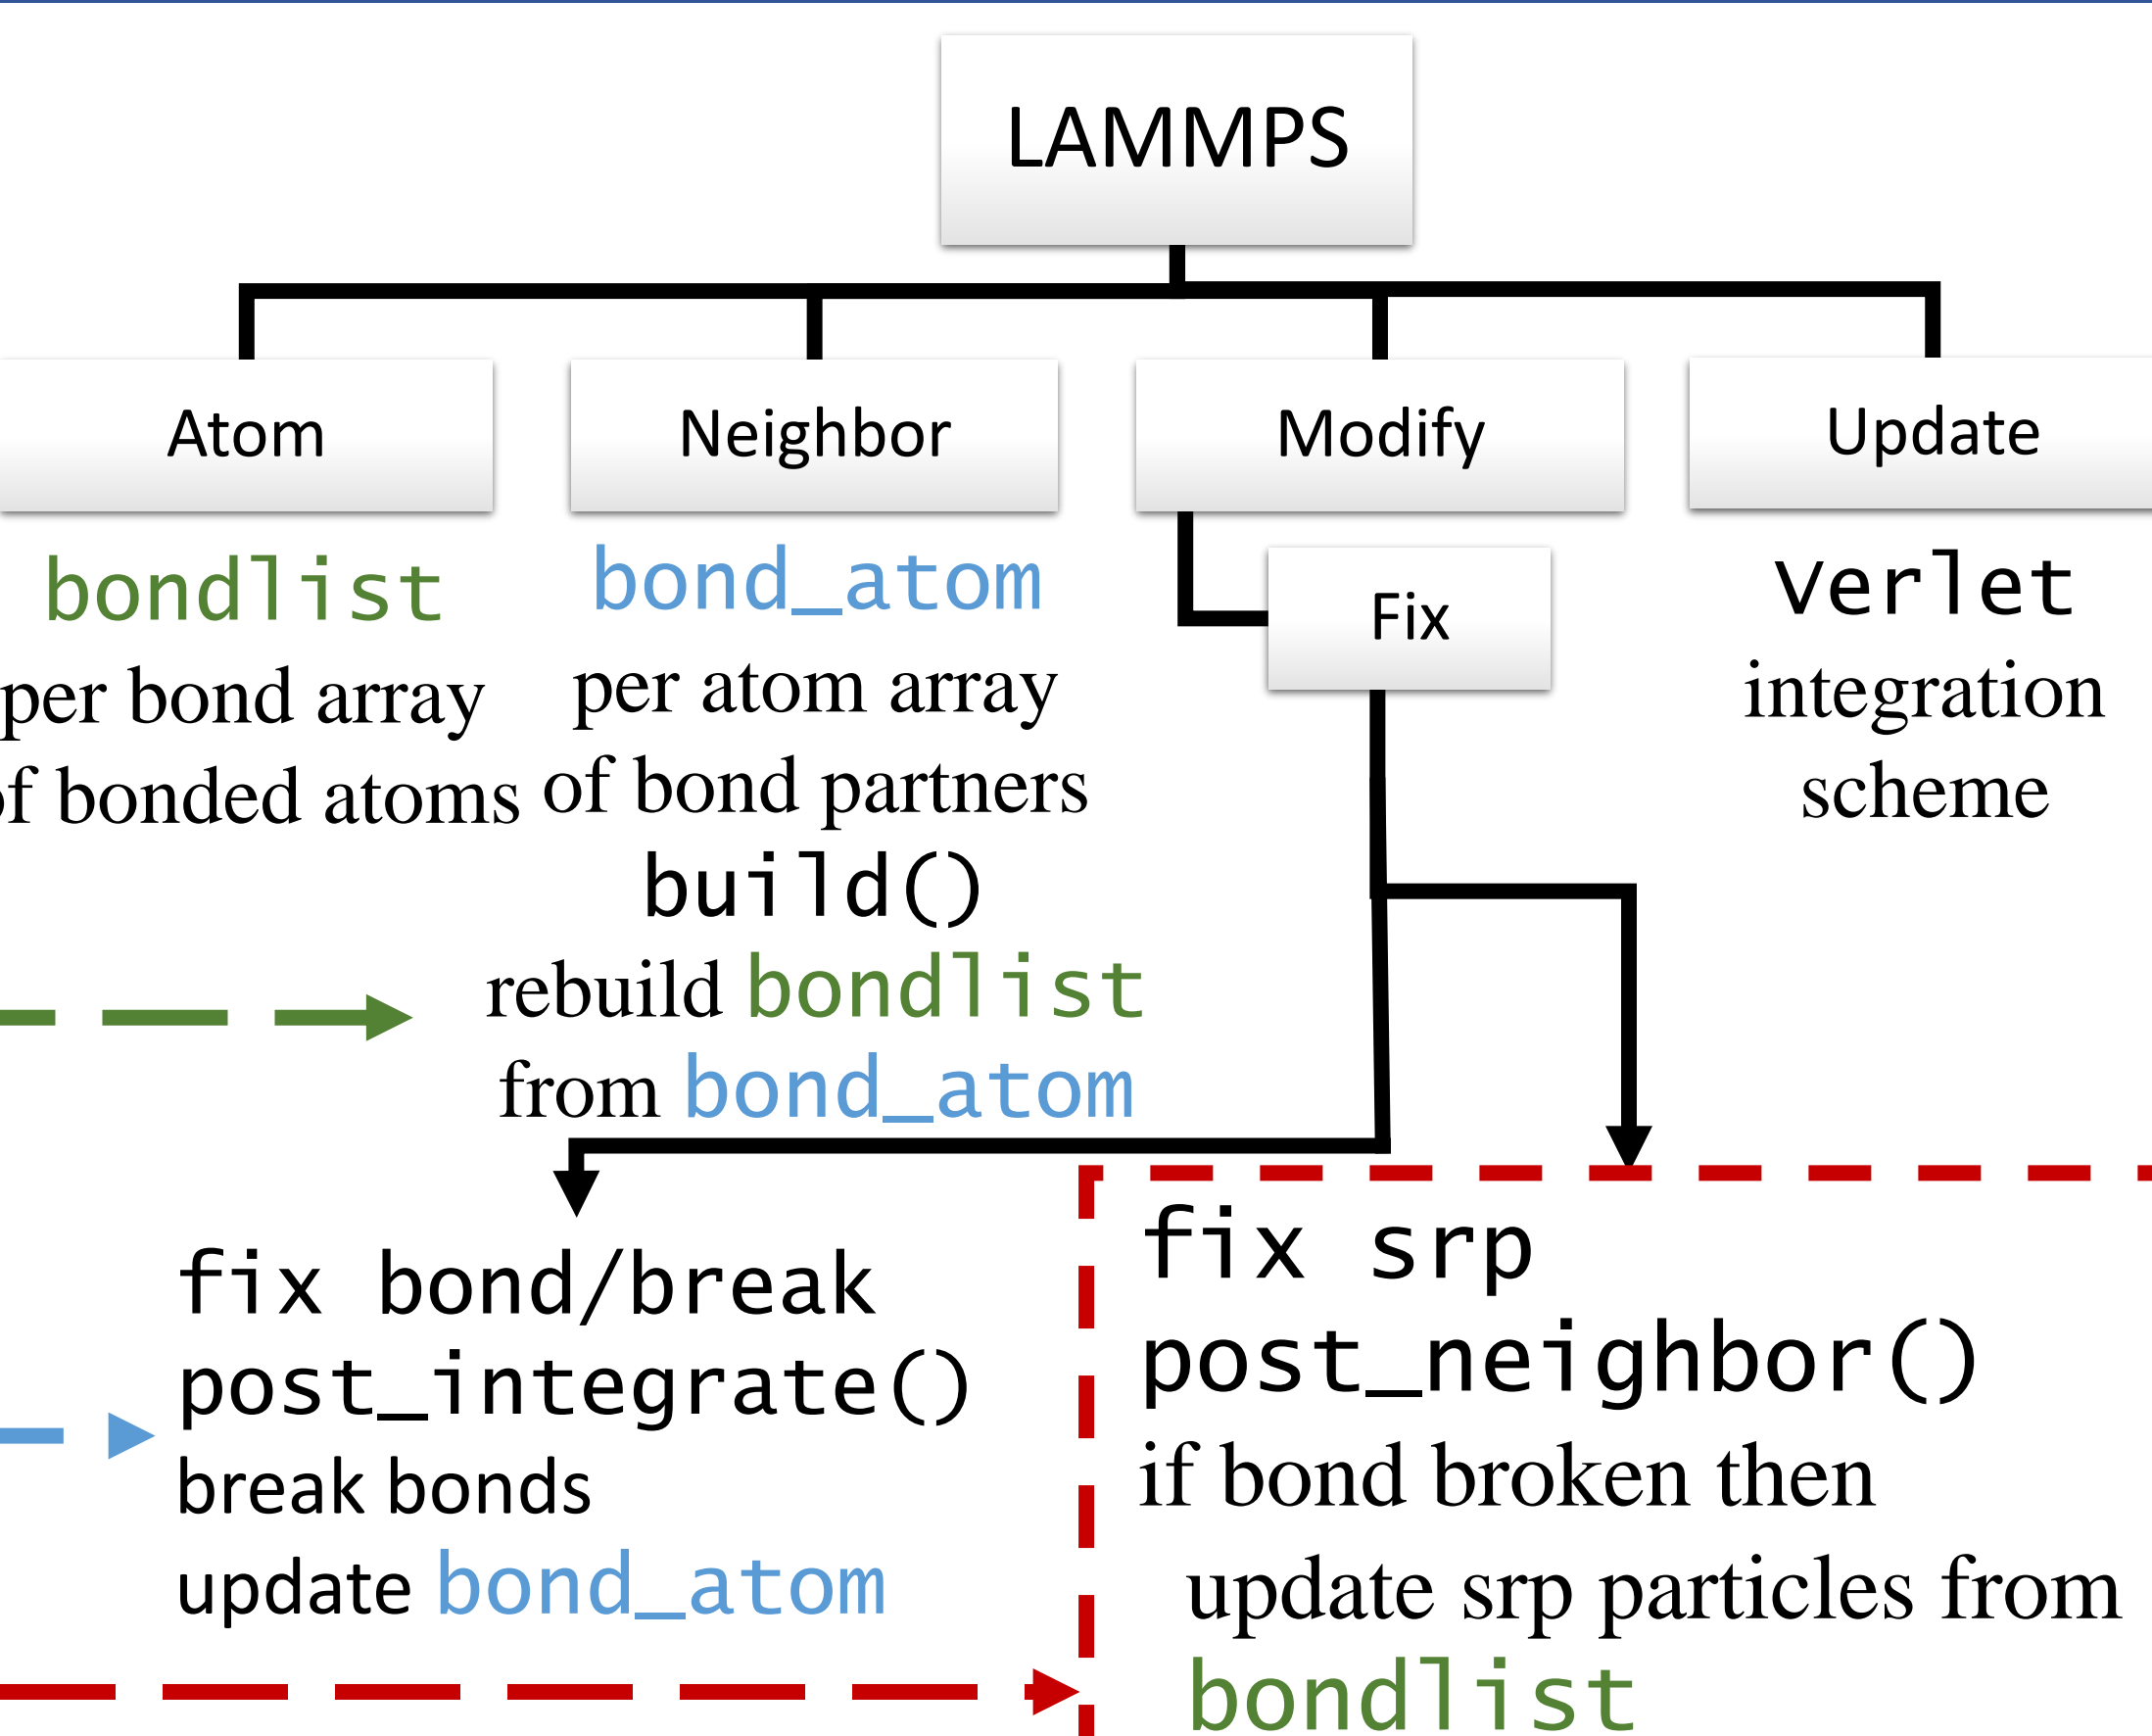 LAMMPS
Atom
Neighbor
Modify
Update
bondlist
per bond array
of bonded atoms
bond_atom
per atom array
of bond partners
build()
rebuild bondlist
from bond_atom
Fix
verlet
integration
scheme
fix bond/break
post_integrate()
break bonds
update bond_atom
fix srp
post_neighbor()
if bond broken then
update srp particles from
bondlist